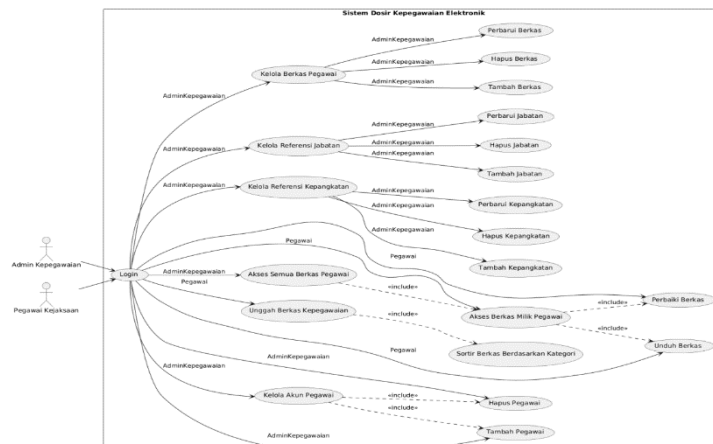 Sistem Dosir Kepegawaian Elektronik
Perbarui Berkas
AdminKepegawaian
Hapus Berkas
AdminKepegawaian
Kelola Berkas Pegawai
AdminKepegawaian
Tambah Berkas
AdminKepegawaian
Perbarui Jabatan
AdminKepegawaian
Kelola Referensi Jabatan
AdminKepegawaian
Hapus Jabatan
AdminKepegawaian
AdminKepegawaian
Tambah Jabatan
Kelola Referensi Kepangkatan
AdminKepegawaian
AdminKepegawaian
Perbarui Kepangkatan
AdminKepegawaian
Hapus Kepangkatan
AdminKepegawaian
Pegawai
Pegawai
Tambah Kepangkatan
Admin Kepegawaian
Login
AdminKepegawaian
Akses Semua Berkas Pegawai
Pegawai
«include»
«include»
Perbaiki Berkas
Pegawai Kejaksaan
Unggah Berkas Kepegawaian
Akses Berkas Milik Pegawai
«include»
«include»
Unduh Berkas
Pegawai
Sortir Berkas Berdasarkan Kategori
AdminKepegawaian
AdminKepegawaian
Kelola Akun Pegawai
«include»
Hapus Pegawai
«include»
Tambah Pegawai
AdminKepegawaian